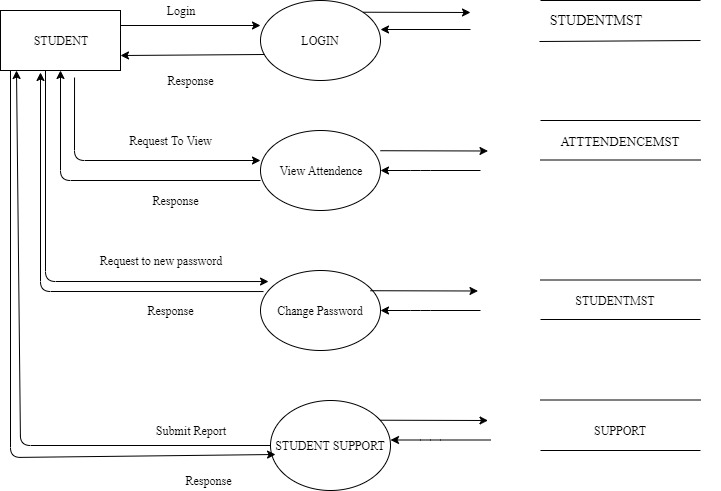 Login
STUDENTMST
STUDENT
LOGIN
Response
Request To View
ATTTENDENCEMST
View Attendence
Response
Request to new password
STUDENTMST
Response
Change Password
Submit Report
SUPPORT
STUDENT SUPPORT
Response